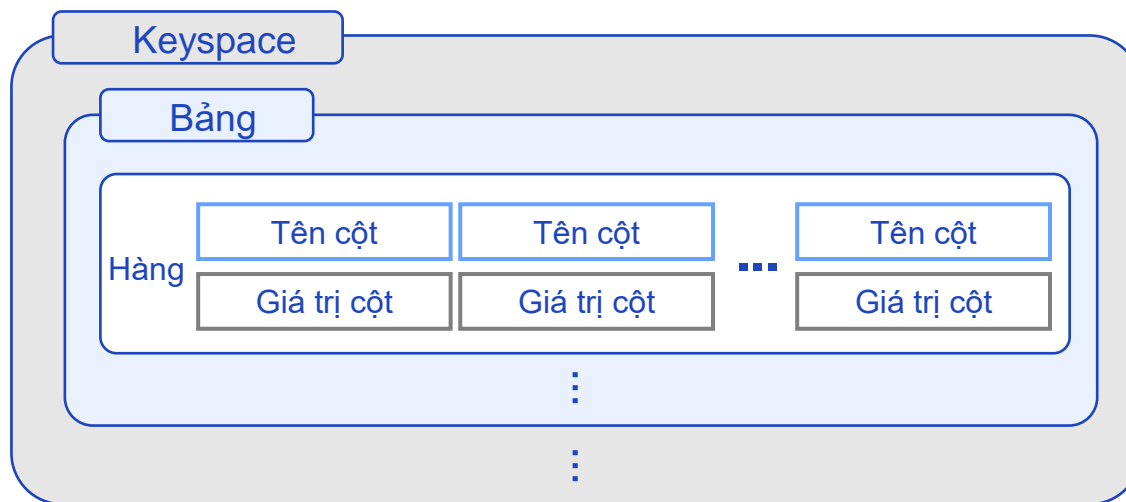 Keyspace
Bảng
Tên cột Tên cột ... Tên cột
Hàng
Giá trị cột Giá trị cột Giá trị cột
⋮
⋮